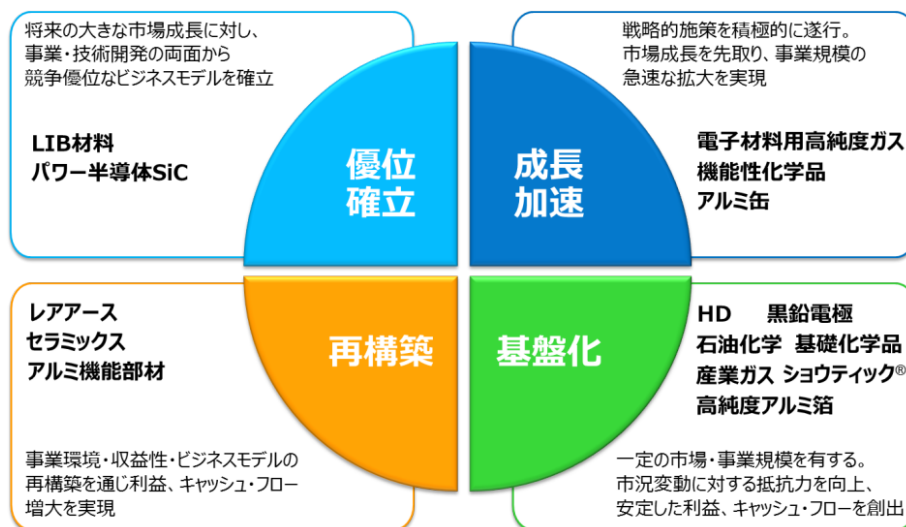 将来の大きな市場成長に対し、
事業・技術開発の両面から
競争優位なビジネスモデルを確立
LIB材料
パワー半導体SiC
優位
確立
戦略的施策を積極的に遂行。
市場成長を先取り、事業規模の
急速な拡大を実現
電子材料用高純度ガス
機能性化学品
アルミ缶
成長
加速
レアアース
セラミックス
アルミ機能部材
再構築
事業環境・収益性・ビジネスモデルの
再構築を通じ利益、キャッシュ・フロー
増大を実現
基盤化
HD 黒鉛電極
石油化学 基礎化学品
産業ガス ショウティック®
高純度アルミ箔
一定の市場・事業規模を有する。
市況変動に対する抵抗力を向上、
安定した利益、キャッシュ・フローを創出